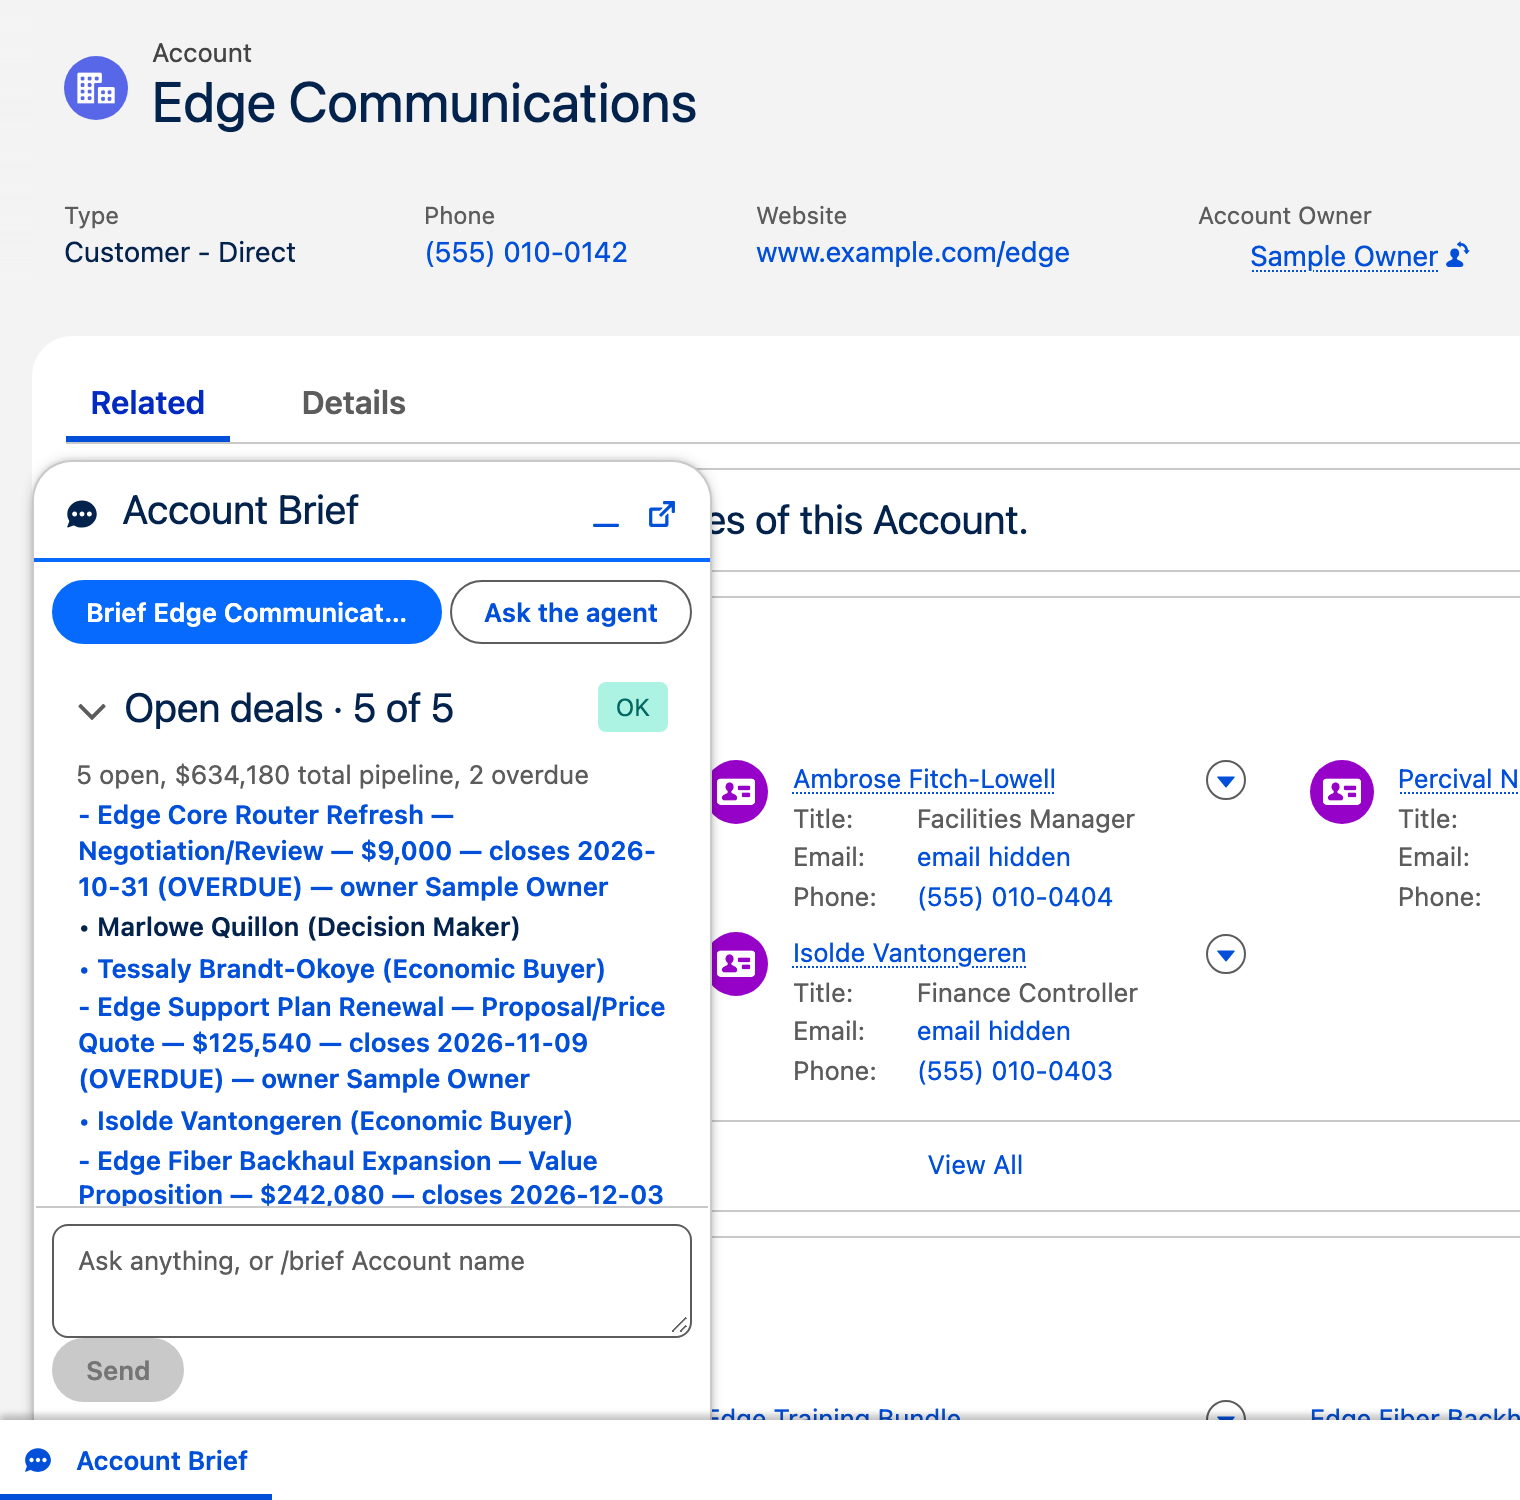 Account
Edge Communications
Type
Customer - Direct
Phone
(555) 010-0142
Website
www.example.com/edge
Account Owner
Sample Owner
Related
Details
Account Brief
es of this Account.
Brief Edge Communicat...
Ask the agent
Open deals · 5 of 5
OK
5 open, $634,180 total pipeline, 2 overdue
- Edge Core Router Refresh —
Negotiation/Review — $9,000 — closes 2026-
10-31 (OVERDUE) — owner Sample Owner
• Marlowe Quillon (Decision Maker)
• Tessaly Brandt-Okoye (Economic Buyer)
- Edge Support Plan Renewal — Proposal/Price
Quote — $125,540 — closes 2026-11-09
(OVERDUE) — owner Sample Owner
• Isolde Vantongeren (Economic Buyer)
- Edge Fiber Backhaul Expansion — Value
Proposition — $242,080 — closes 2026-12-03
Ask anything, or /brief Account name
Send
Ambrose Fitch-Lowell
Title: Facilities Manager
Email: email hidden
Phone: (555) 010-0404
Percival N
Title:
Email:
Phone:
Isolde Vantongeren
Title: Finance Controller
Email: email hidden
Phone: (555) 010-0403
View All
Edge Training Bundle
Edge Fiber Backh
Account Brief